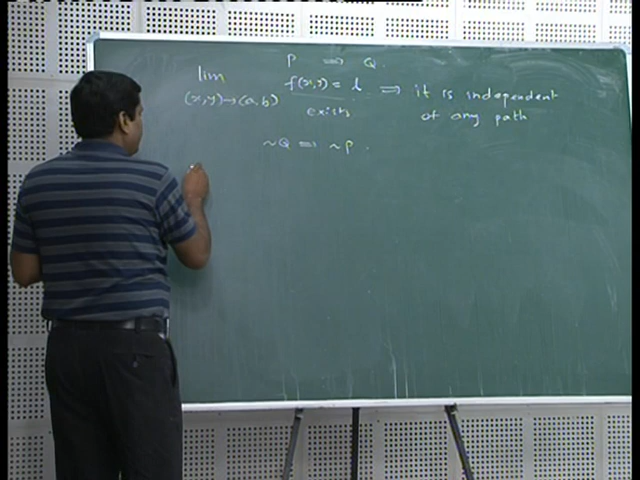 P ⟹ Q.
lim f(x,y) = l ⟹ it is independent
(x,y)→(a,b) exists of any path
~Q ⟹ ~P.